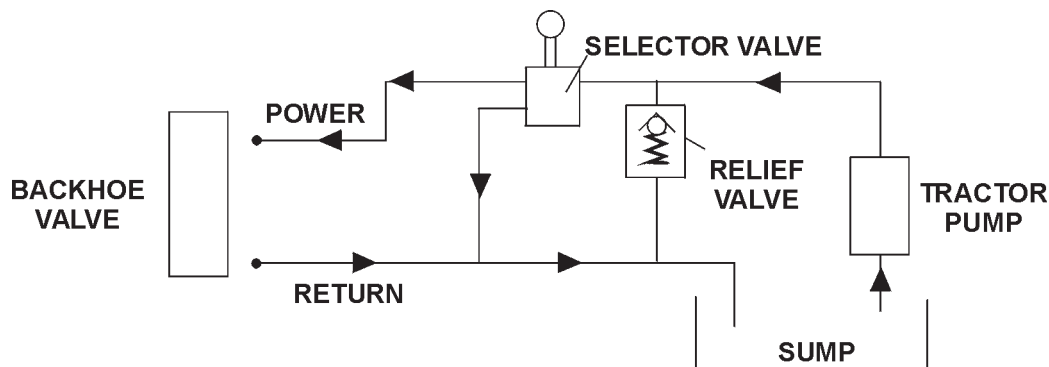 SELECTOR VALVE
POWER
BACKHOE
VALVE
RELIEF
VALVE
TRACTOR
PUMP
RETURN
SUMP